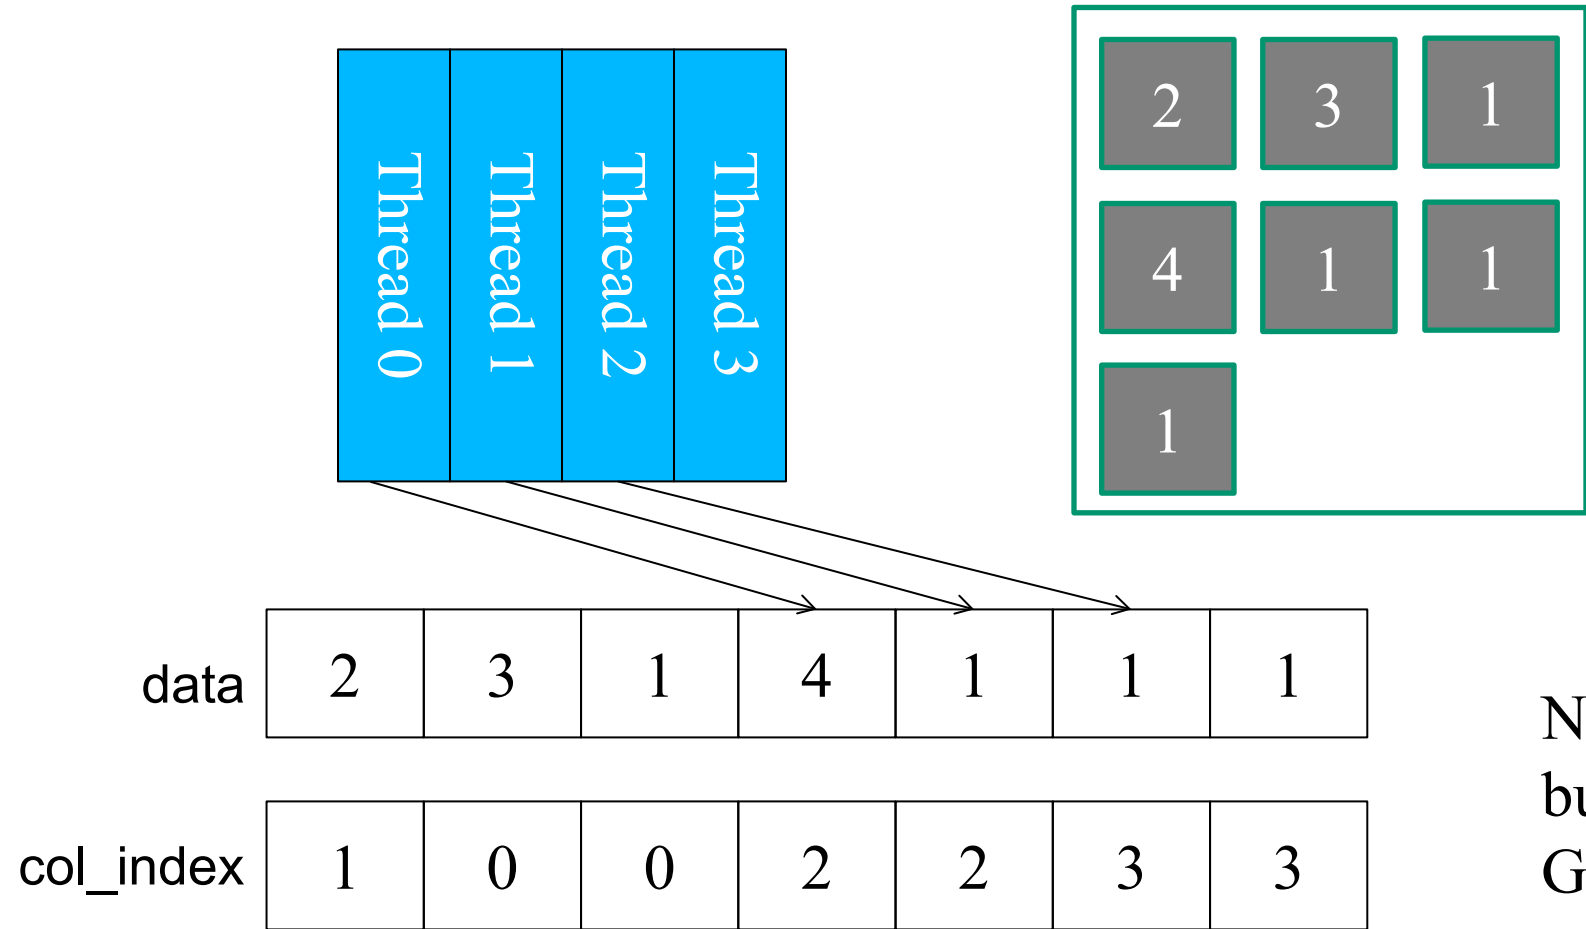 Thread 0 Thread 1 Thread 2 Thread 3
2 3 1
4 1 1
1
data 2 3 1 4 1 1 1
col_index 1 0 0 2 2 3 3